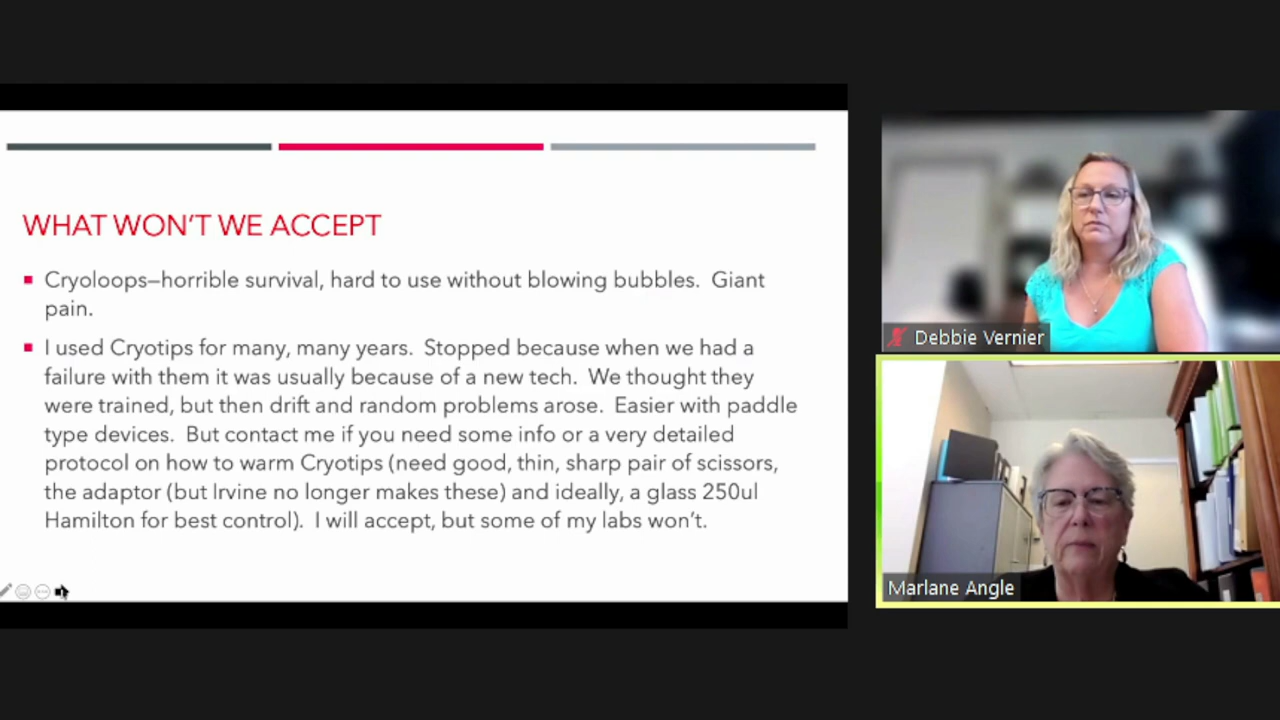 WHAT WON'T WE ACCEPT
Cryoloops—horrible survival, hard to use without blowing bubbles. Giant
pain.
I used Cryotips for many, many years. Stopped because when we had a
failure with them it was usually because of a new tech. We thought they
were trained, but then drift and random problems arose. Easier with paddle
type devices. But contact me if you need some info or a very detailed
protocol on how to warm Cryotips (need good, thin, sharp pair of scissors,
the adaptor (but Irvine no longer makes these) and ideally, a glass 250ul
Hamilton for best control). I will accept, but some of my labs won't.
Debbie Vernier
Marlane Angle